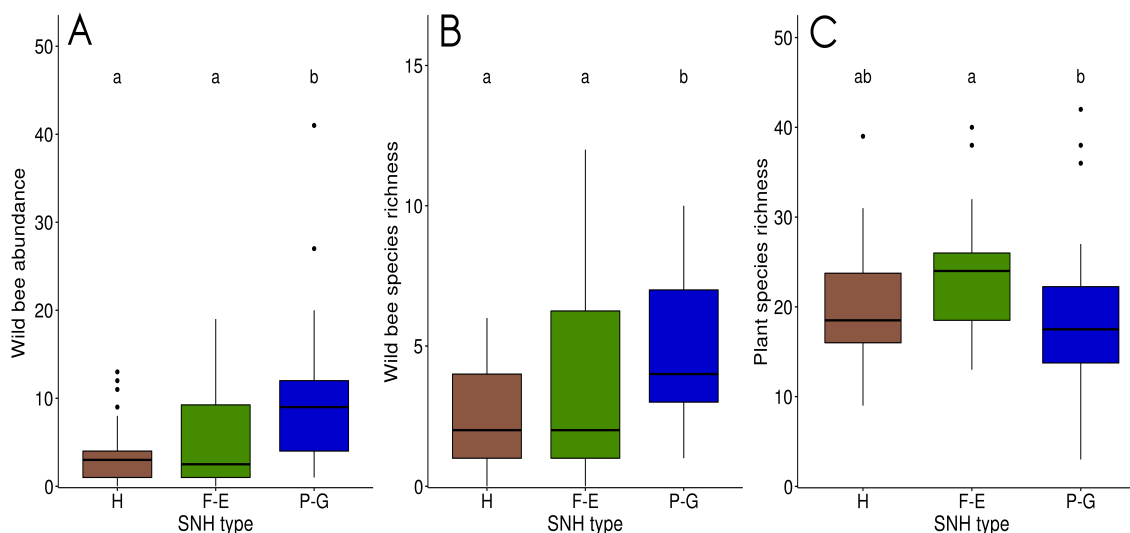 A
Wild bee abundance
50
40
30
20
10
0
a
a
b
H
F-E
P-G
SNH type
B
Wild bee species richness
15
10
5
0
a
a
b
H
F-E
P-G
SNH type
C
Plant species richness
50
40
30
20
10
0
ab
a
b
H
F-E
P-G
SNH type